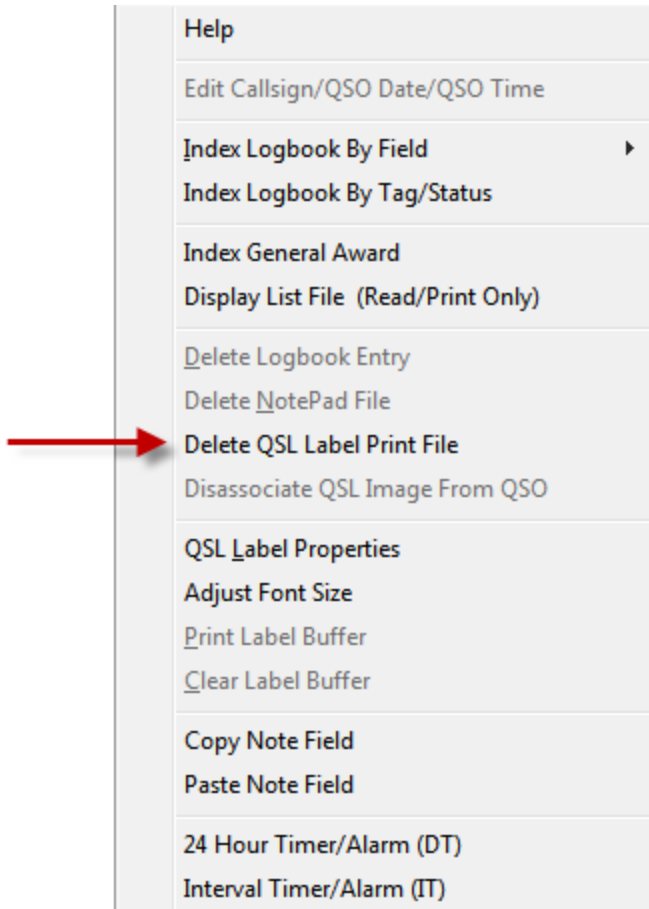 Help
Edit Callsign/QSO Date/QSO Time
Index Logbook By Field
Index Logbook By Tag/Status
Index General Award
Display List File  (Read/Print Only)
Delete Logbook Entry
Delete NotePad File
Delete QSL Label Print File
Disassociate QSL Image From QSO
QSL Label Properties
Adjust Font Size
Print Label Buffer
Clear Label Buffer
Copy Note Field
Paste Note Field
24 Hour Timer/Alarm (DT)
Interval Timer/Alarm (IT)